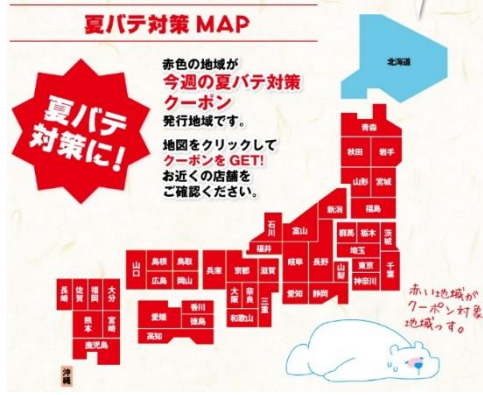 夏バテ対策 MAP
赤色の地域が
今週の夏バテ対策
クーポン
発行地域です。
地図をクリックして
クーポンを GET!
お近くの店舗を
ご確認ください。
夏バテ
対策に!
北海道
青森
秋田 岩手
山形 宮城
新潟 福島
石川 富山 群馬 栃木 茨城
福井 岐阜 長野 埼玉
山梨 東京 千葉
愛知 静岡 神奈川
山口 島根 鳥取 兵庫 京都 滋賀
広島 岡山 大阪 奈良 三重
和歌山
愛媛 香川
徳島
高知
長崎 佐賀 福岡 大分
熊本 宮崎
鹿児島
沖縄
赤い地域が
クーポン対象
地域っす。